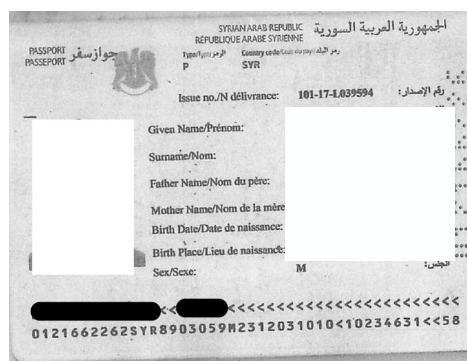 SYRIAN ARAB REPUBLIC الجمهورية العربية السورية
RÉPUBLIQUE ARABE SYRIENNE
PASSPORT جواز سفر
PASSEPORT
Type/Type الرمز Country code/Code du pays رمز البلد
P SYR
Issue no./N délivrance: 101-17-L039594 رقم الإصدار:
Given Name/Prénom:
Surname/Nom:
Father Name/Nom du père:
Mother Name/Nom de la mère
Birth Date/Date de naissance:
Birth Place/Lieu de naissance:
Sex/Sexe: M الجنس:
<<<<<<<<<<<<<<<<<<<<<<<
0121662262SYR8903059M2312031010<10234631<<58